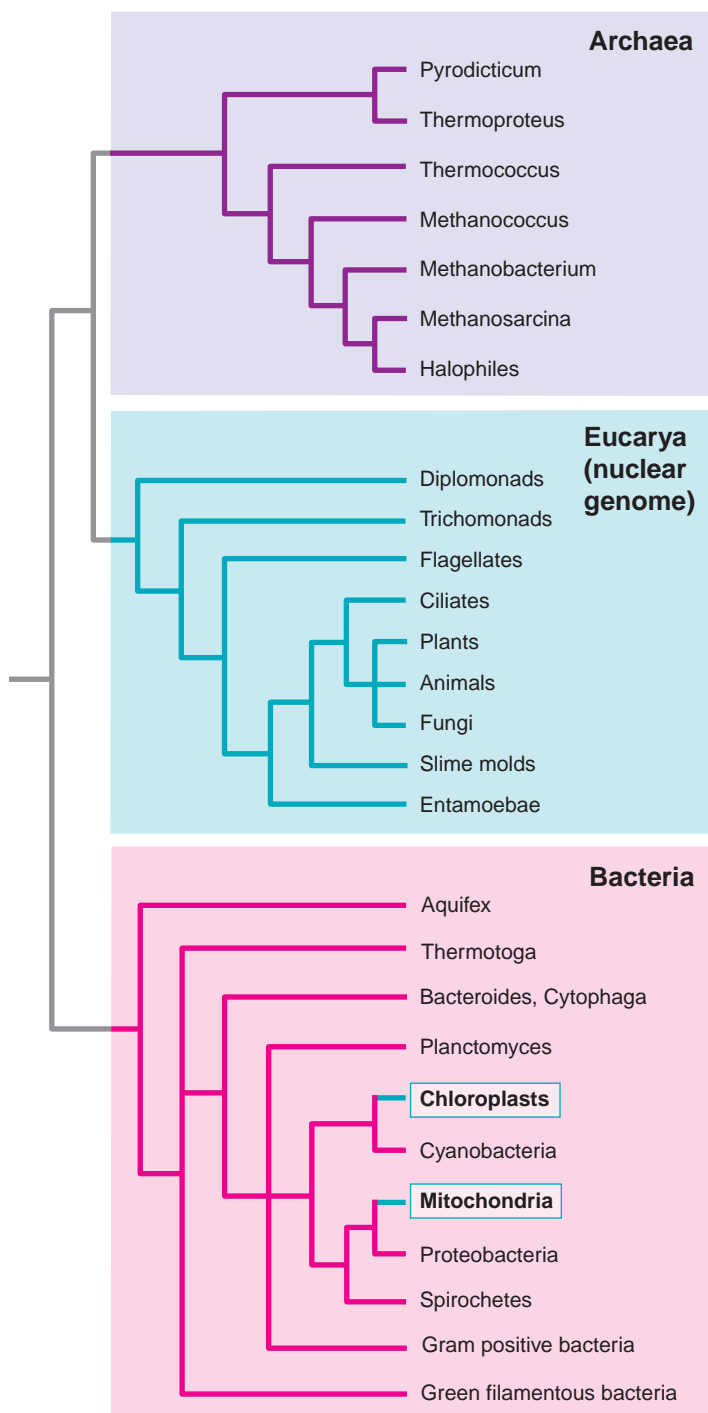 Archaea
Pyrodicticum
Thermoproteus
Thermococcus
Methanococcus
Methanobacterium
Methanosarcina
Halophiles
Eucarya
(nuclear
genome)
Diplomonads
Trichomonads
Flagellates
Ciliates
Plants
Animals
Fungi
Slime molds
Entamoebae
Bacteria
Aquifex
Thermotoga
Bacteroides, Cytophaga
Planctomyces
Chloroplasts
Cyanobacteria
Mitochondria
Proteobacteria
Spirochetes
Gram positive bacteria
Green filamentous bacteria